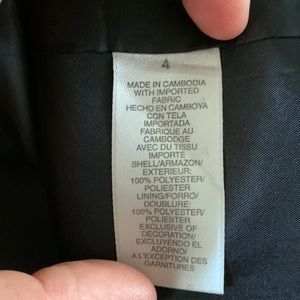 4
MADE IN CAMBODIA
WITH IMPORTED
FABRIC
HECHO EN CAMBOYA
CON TELA
IMPORTADA
FABRIQUE AU
CAMBODGE
AVEC DU TISSU
IMPORTE
SHELL/ARMAZON/
EXTERIEUR:
100% POLYESTER/
POLIESTER
LINING/FORRO/
DOUBLURE:
100% POLYESTER/
POLIESTER
EXCLUSIVE OF
DECORATION/
EXCLUYENDO EL
ADORNO/
A L'EXCEPTION DES
GARNITURES